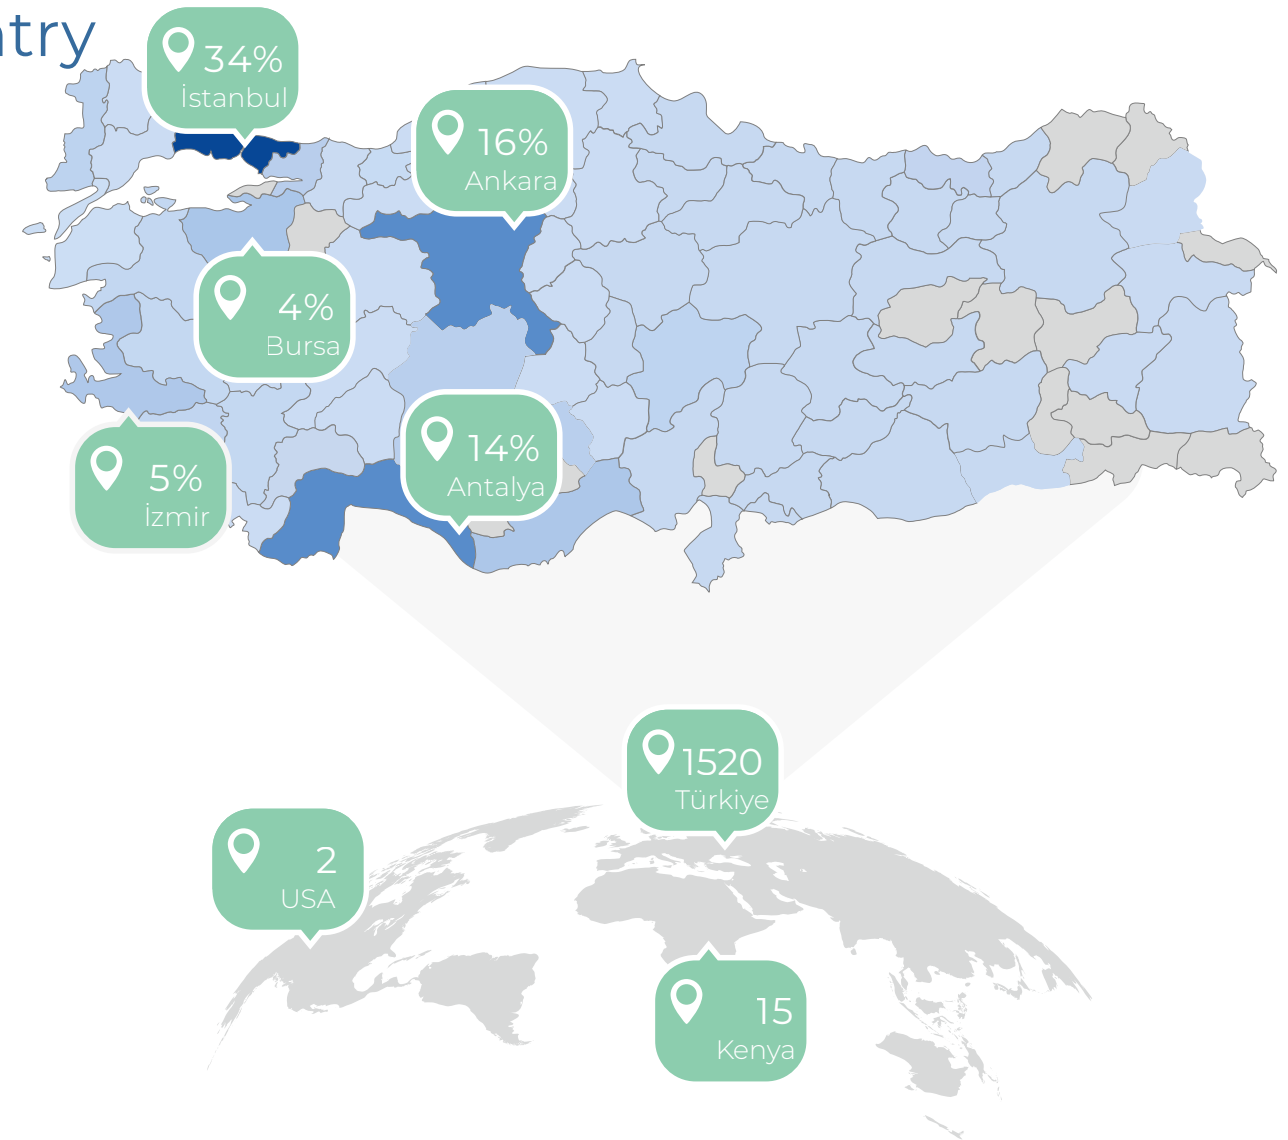 ntry
34%
İstanbul
16%
Ankara
4%
Bursa
14%
Antalya
5%
İzmir
1520
Türkiye
2
USA
15
Kenya